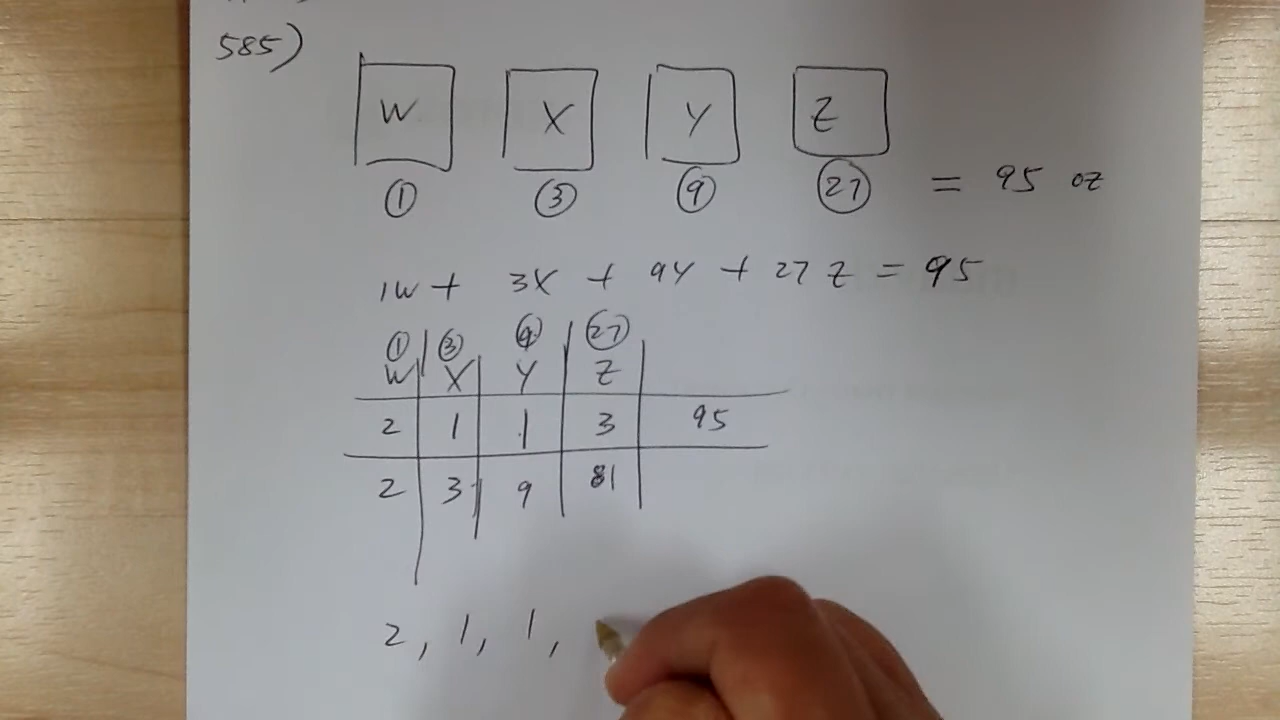 585)
W X Y Z
1 3 9 27 = 95 oz
1W + 3X + 9Y + 27 Z = 95
1 3 9 27
W X Y Z
2 1 1 3 95
2 3 9 81
2, 1, 1,